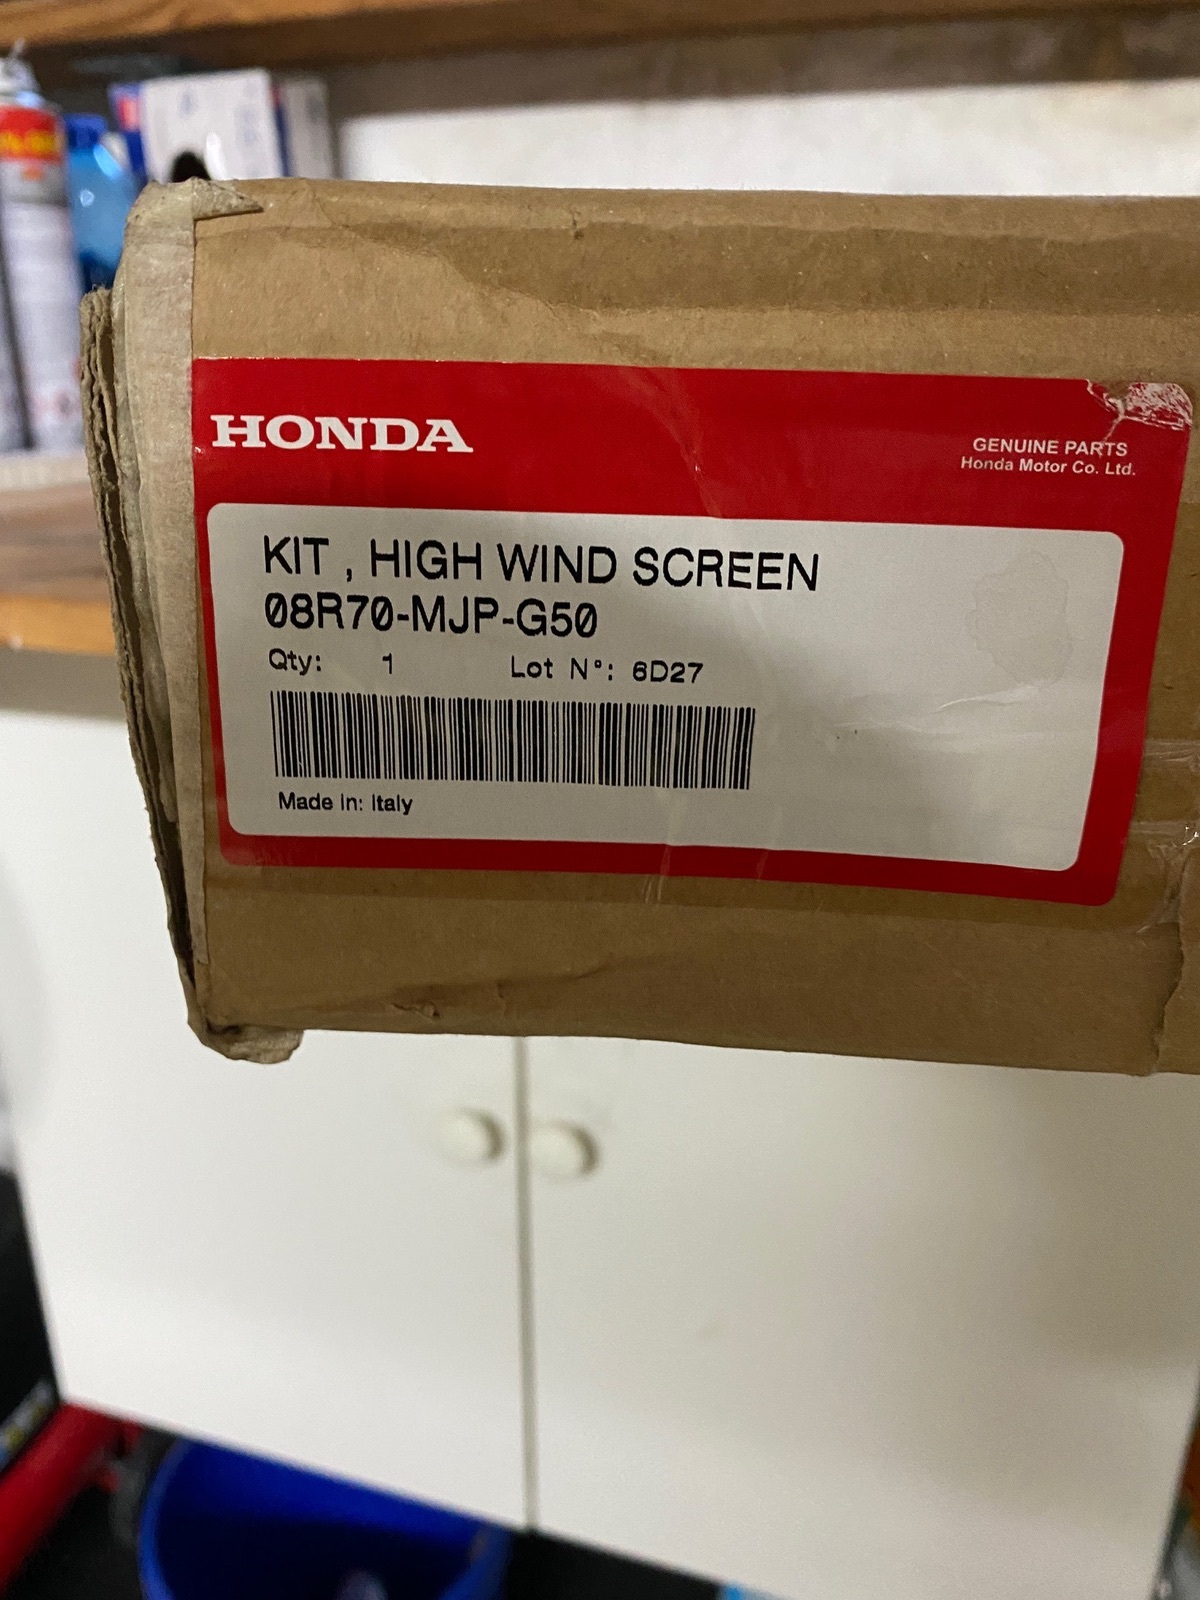 HONDA
GENUINE PARTS
Honda Motor Co. Ltd.
KIT , HIGH WIND SCREEN
08R70-MJP-G50
Qty: 1 Lot N°: 6D27
Made in: Italy